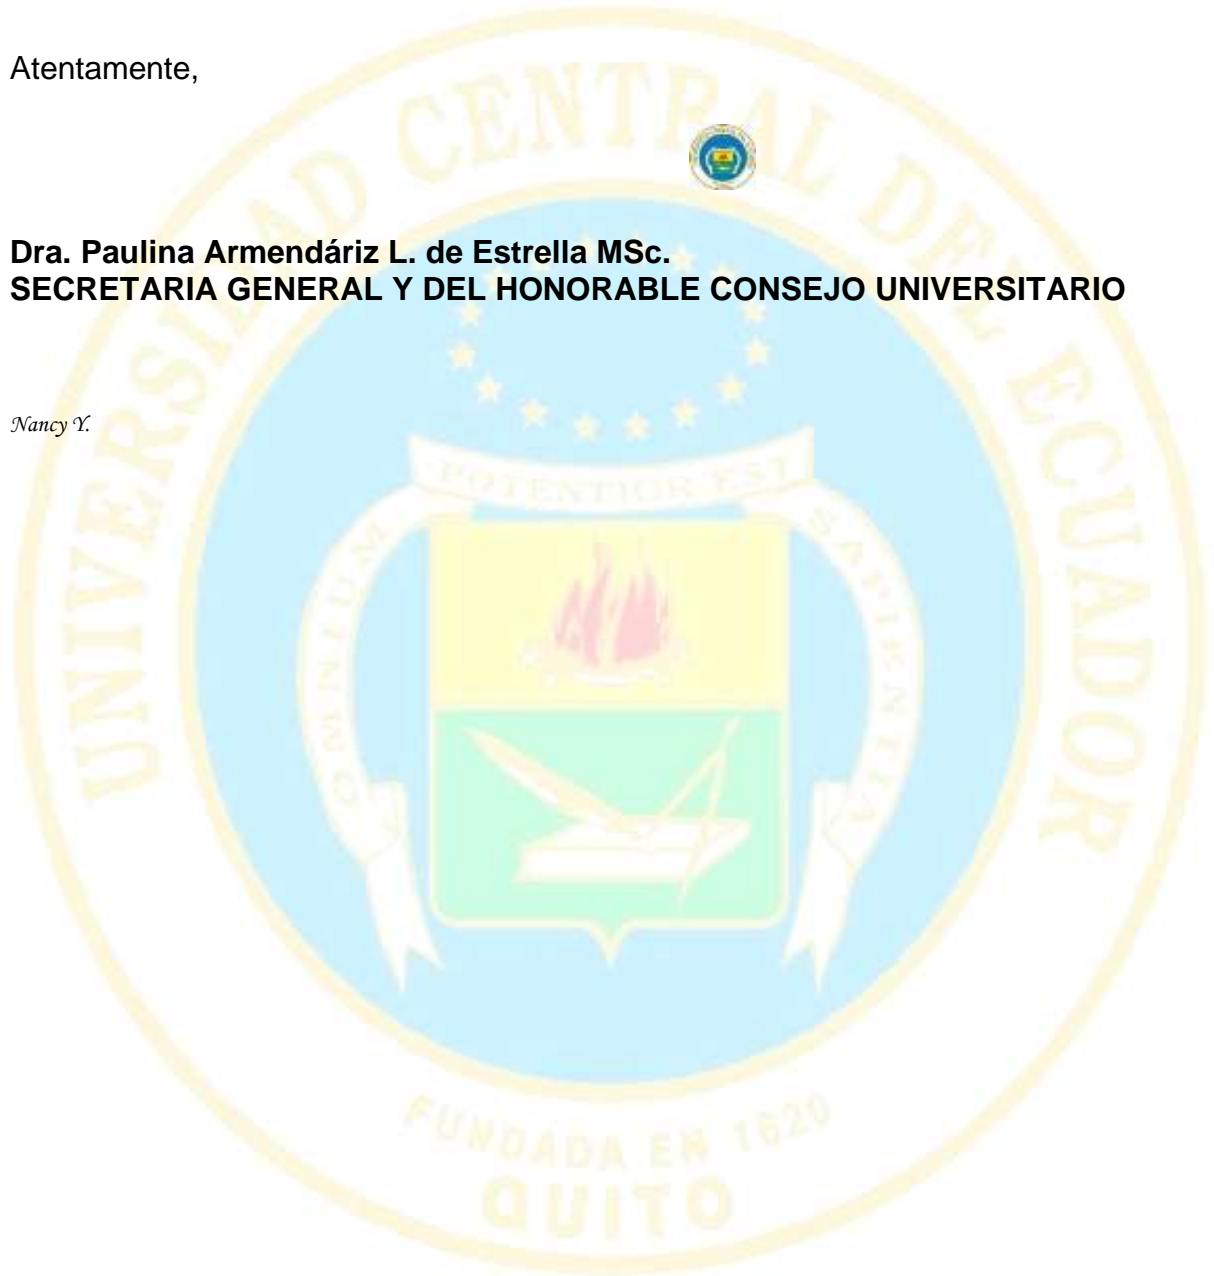 Atentamente,
Dra. Paulina Armendáriz L. de Estrella MSc.
SECRETARIA GENERAL Y DEL HONORABLE CONSEJO UNIVERSITARIO
Nancy Y.
UNIVERSIDAD CENTRAL DEL ECUADOR
OMNIUM POTENTIOR EST SAPIENTIA
FUNDADA EN 1620
QUITO